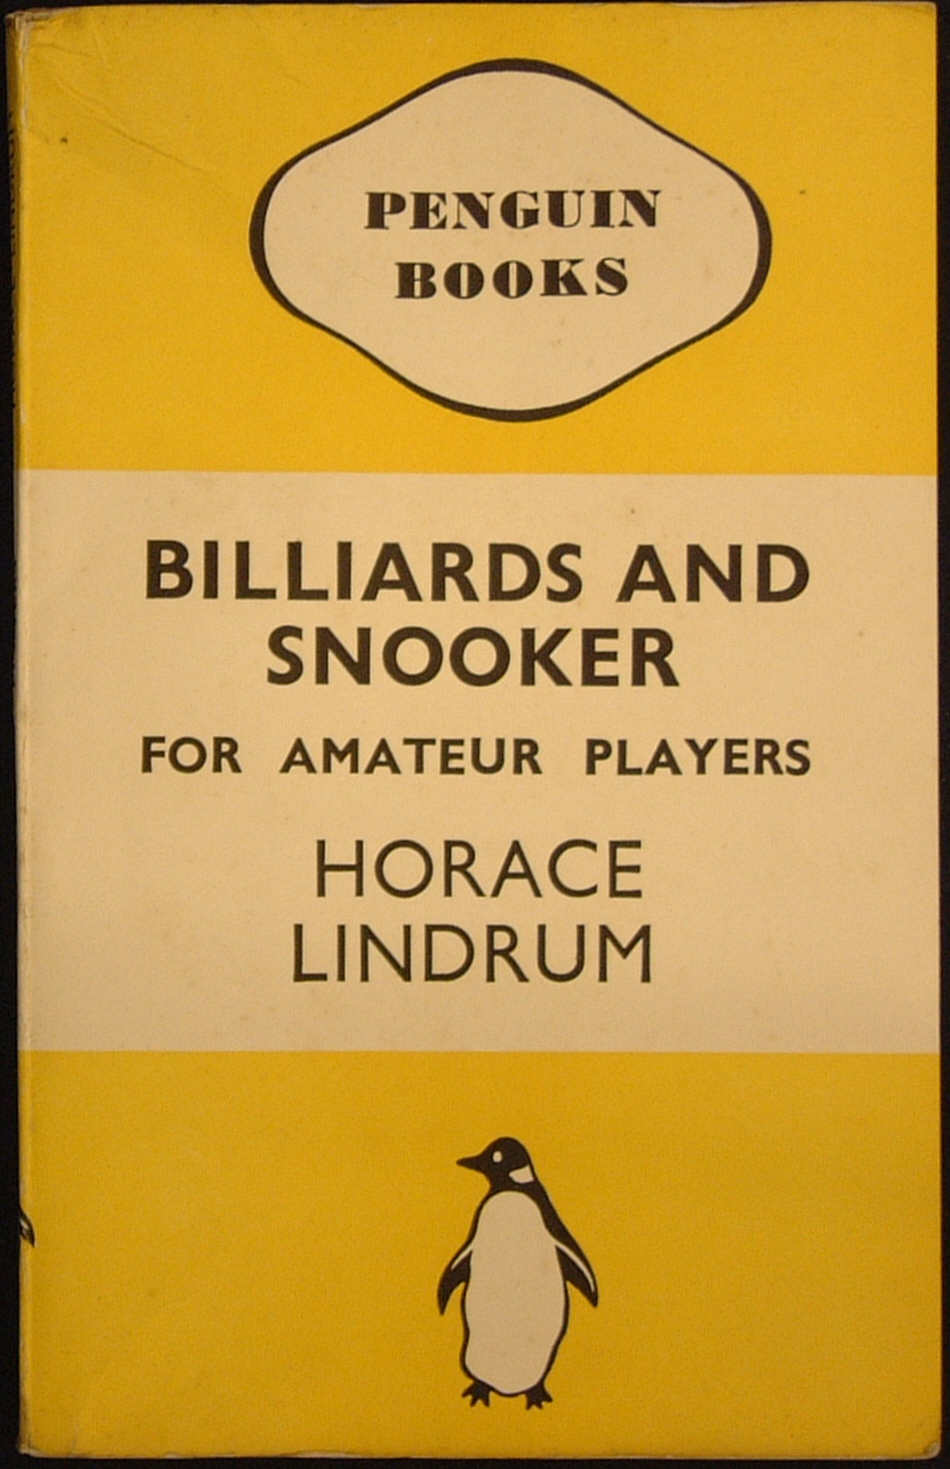 PENGUIN
BOOKS
BILLIARDS AND
SNOOKER
FOR AMATEUR PLAYERS
HORACE
LINDRUM